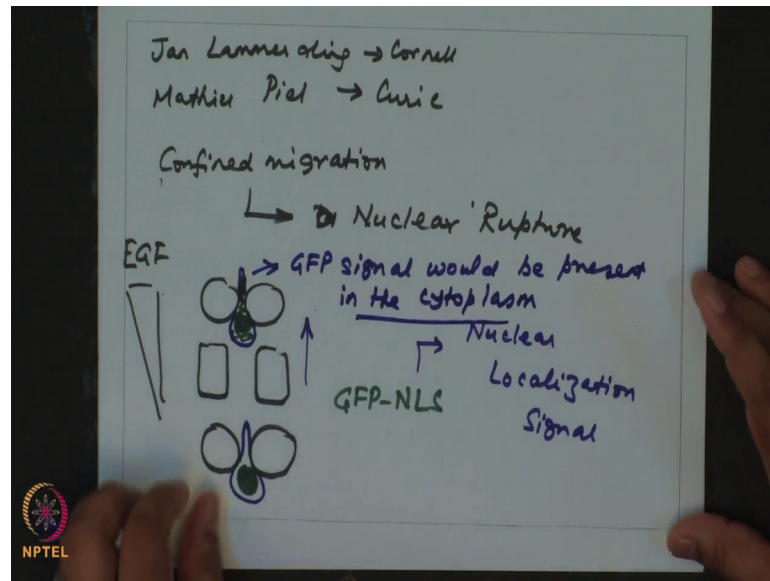 Jan Lammerding → Cornell
Mathieu Piel → Curie
Confined migration
Nuclear Rupture
EGF
→ GFP signal would be present
in the cytoplasm
Nuclear
Localization
Signal
GFP-NLS
NPTEL